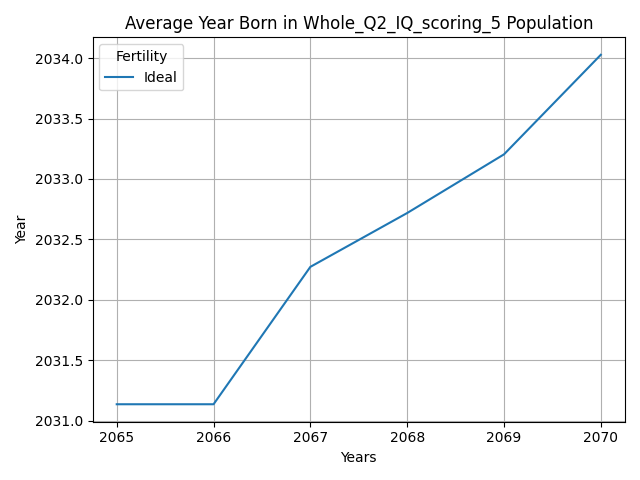 Average Year Born in Whole_Q2_IQ_scoring_5 Population
Fertility
Ideal
2034.0
2033.5
2033.0
2032.5
2032.0
2031.5
2031.0
Year
2065 2066 2067 2068 2069 2070
Years